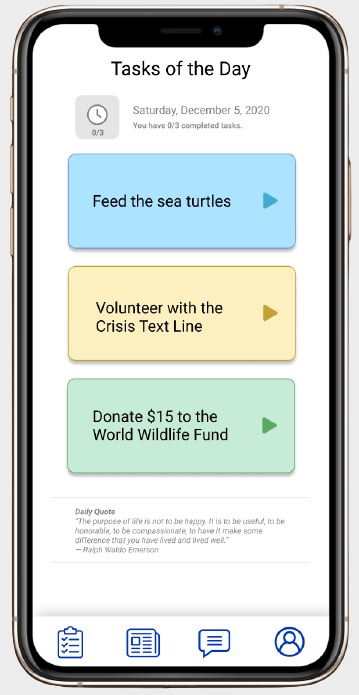 Tasks of the Day
Saturday, December 5, 2020
0/3
You have 0/3 completed tasks.
Feed the sea turtles
Volunteer with the
Crisis Text Line
Donate $15 to the
World Wildlife Fund
Daily Quote
"The purpose of life is not to be happy. It is to be useful, to be
honorable, to be compassionate, to have it make some
difference that you have lived and lived well."
— Ralph Waldo Emerson